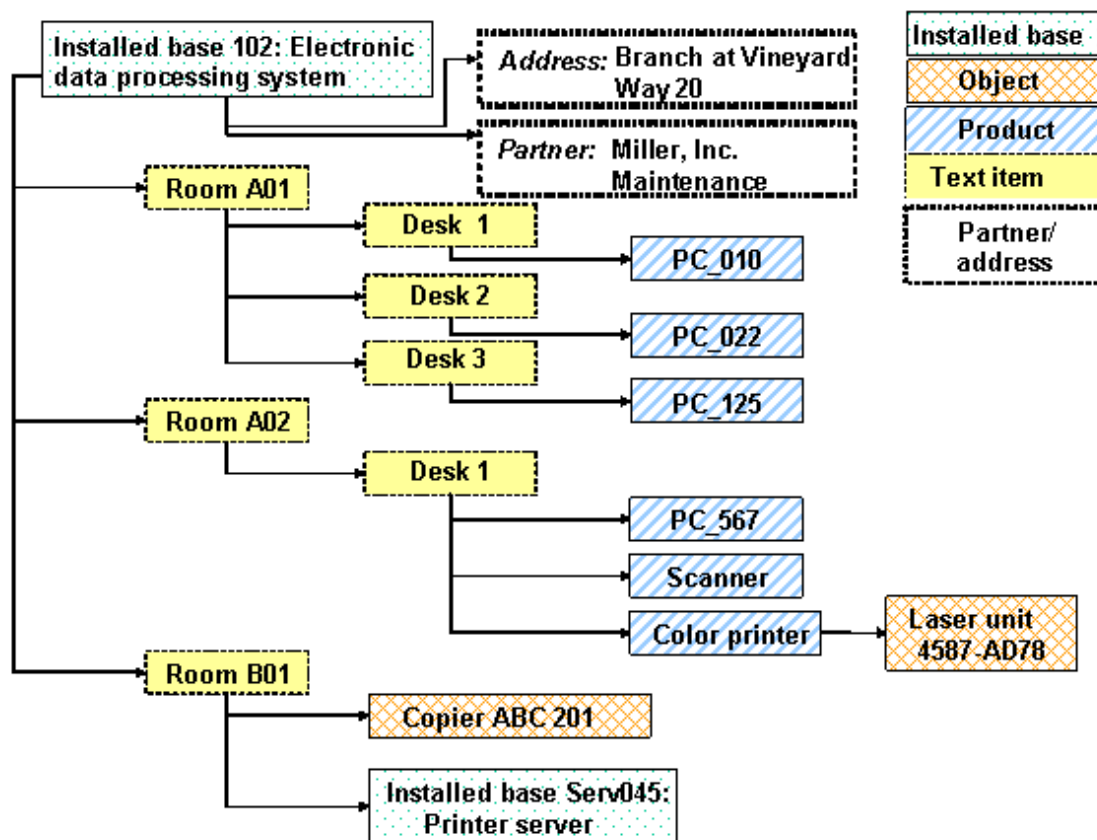 Installed base 102: Electronic
data processing system
Address: Branch at Vineyard
Way 20
Partner: Miller, Inc.
Maintenance
Installed base
Object
Product
Text item
Partner/
address
Room A01
Desk 1
PC_010
Desk 2
PC_022
Desk 3
PC_125
Room A02
Desk 1
PC_567
Scanner
Color printer
Laser unit
4587-AD78
Room B01
Copier ABC 201
Installed base Serv045:
Printer server